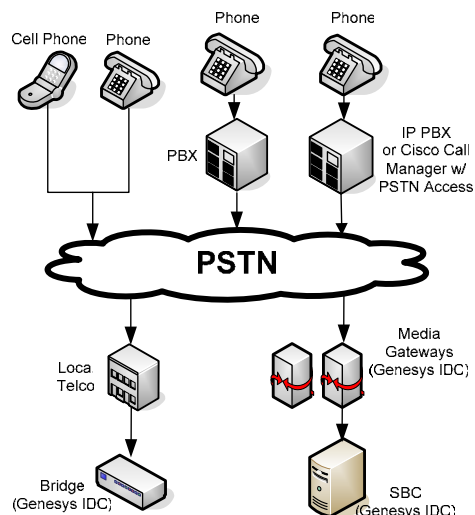 Cell Phone
Phone
Phone
Phone
PBX
IP PBX
or Cisco Call
Manager w/
PSTN Access
PSTN
Loca
Telco
Media
Gateways
(Genesys IDC)
Bridge
(Genesys IDC)
SBC
(Genesys IDC)